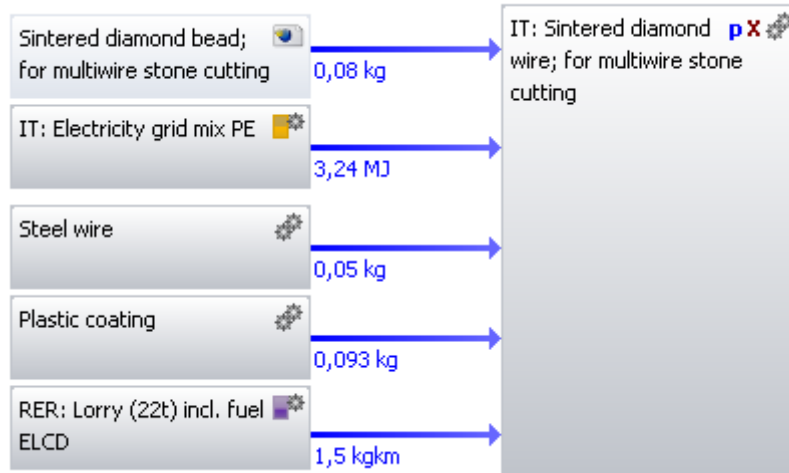 Sintered diamond bead;
for multiwire stone cutting
0,08 kg
IT: Sintered diamond pX
wire; for multiwire stone
cutting
IT: Electricity grid mix PE
3,24 MJ
Steel wire
0,05 kg
Plastic coating
0,093 kg
RER: Lorry (22t) incl. fuel
ELCD
1,5 kgkm